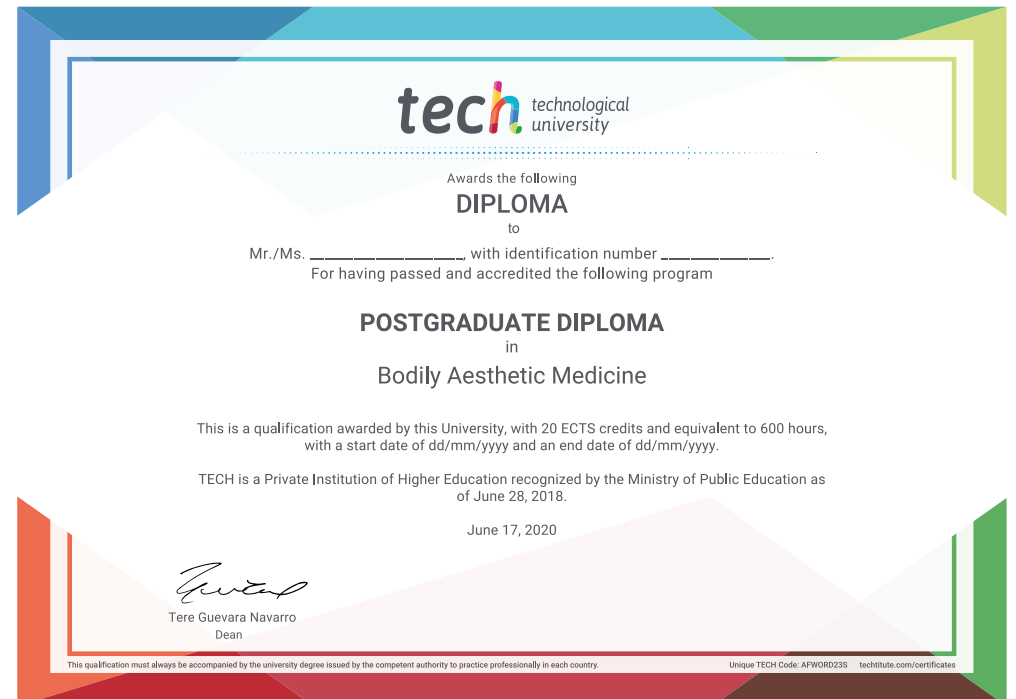 tech technological
university
Awards the following
DIPLOMA
to
Mr./Ms. ____________________, with identification number ______________.
For having passed and accredited the following program
POSTGRADUATE DIPLOMA
in
Bodily Aesthetic Medicine
This is a qualification awarded by this University, with 20 ECTS credits and equivalent to 600 hours,
with a start date of dd/mm/yyyy and an end date of dd/mm/yyyy.
TECH is a Private Institution of Higher Education recognized by the Ministry of Public Education as
of June 28, 2018.
June 17, 2020
Tere Guevara Navarro
Dean
This qualification must always be accompanied by the university degree issued by the competent authority to practice professionally in each country.
Unique TECH Code: AFWORD23S techtitute.com/certificates